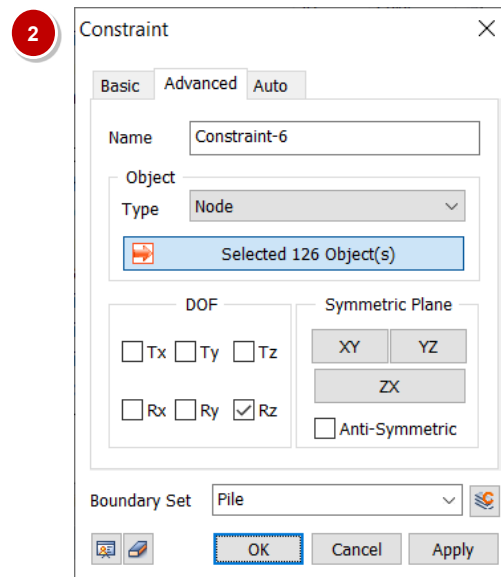 2
Constraint
Basic Advanced Auto
Name Constraint-6
Object
Type Node
Selected 126 Object(s)
DOF Symmetric Plane
Tx Ty Tz XY YZ
ZX
Rx Ry Rz Anti-Symmetric
Boundary Set Pile
OK Cancel Apply